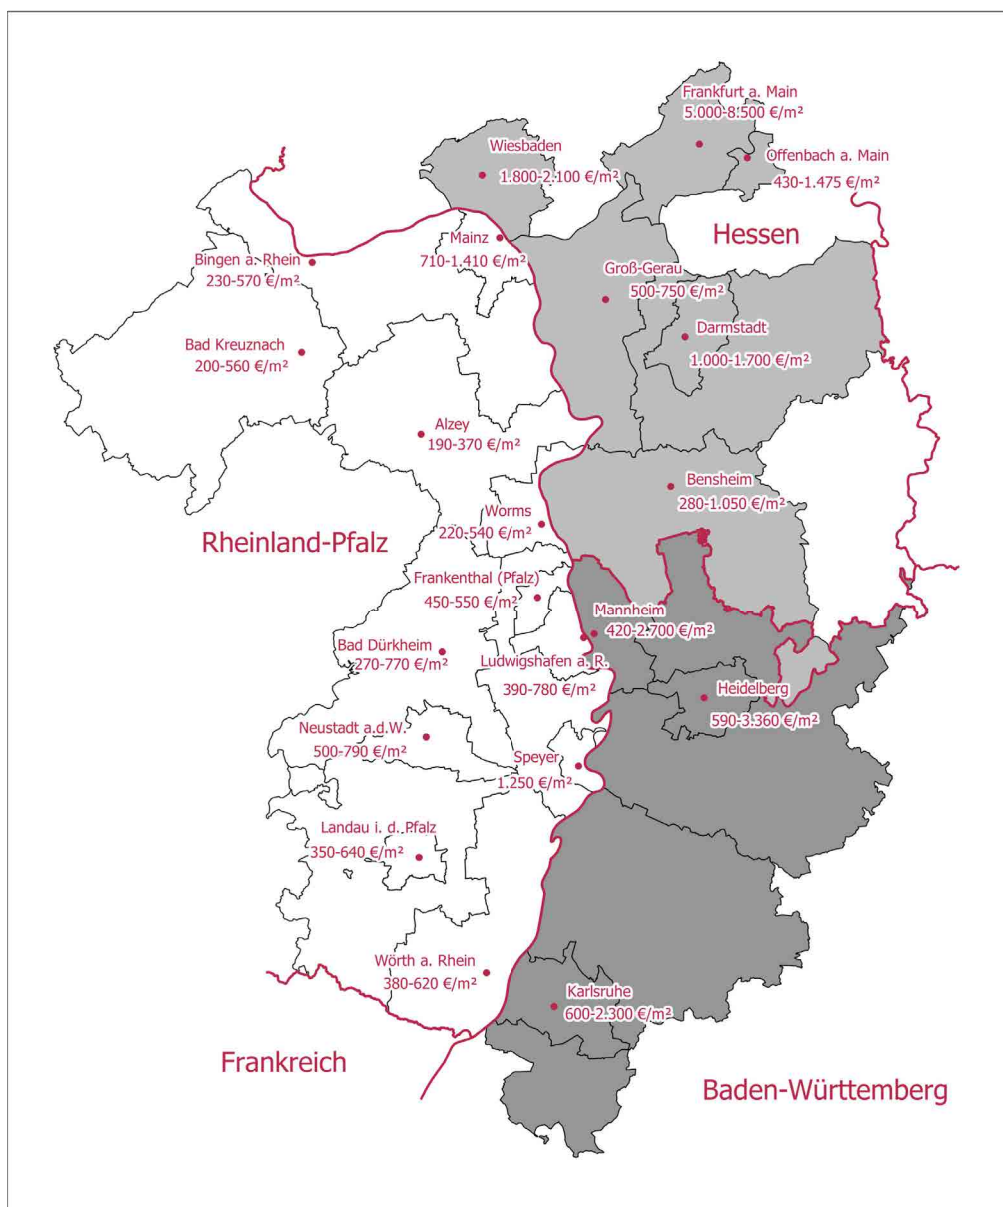 Frankfurt a. Main
5.000-8.500 €/m²
Wiesbaden
1.800-2.100 €/m²
Offenbach a. Main
430-1.475 €/m²
Hessen
Mainz
710-1.410 €/m²
Bingen a. Rhein
230-570 €/m²
Groß-Gerau
500-750 €/m²
Darmstadt
1.000-1.700 €/m²
Bad Kreuznach
200-560 €/m²
Alzey
190-370 €/m²
Bensheim
280-1.050 €/m²
Worms
220-540 €/m²
Rheinland-Pfalz
Frankenthal (Pfalz)
450-550 €/m²
Mannheim
420-2.700 €/m²
Bad Dürkheim
270-770 €/m²
Ludwigshafen a. R.
390-780 €/m²
Heidelberg
590-3.360 €/m²
Neustadt a.d.W.
500-790 €/m²
Speyer
1.250 €/m²
Landau i. d. Pfalz
350-640 €/m²
Wörth a. Rhein
380-620 €/m²
Karlsruhe
600-2.300 €/m²
Frankreich
Baden-Württemberg